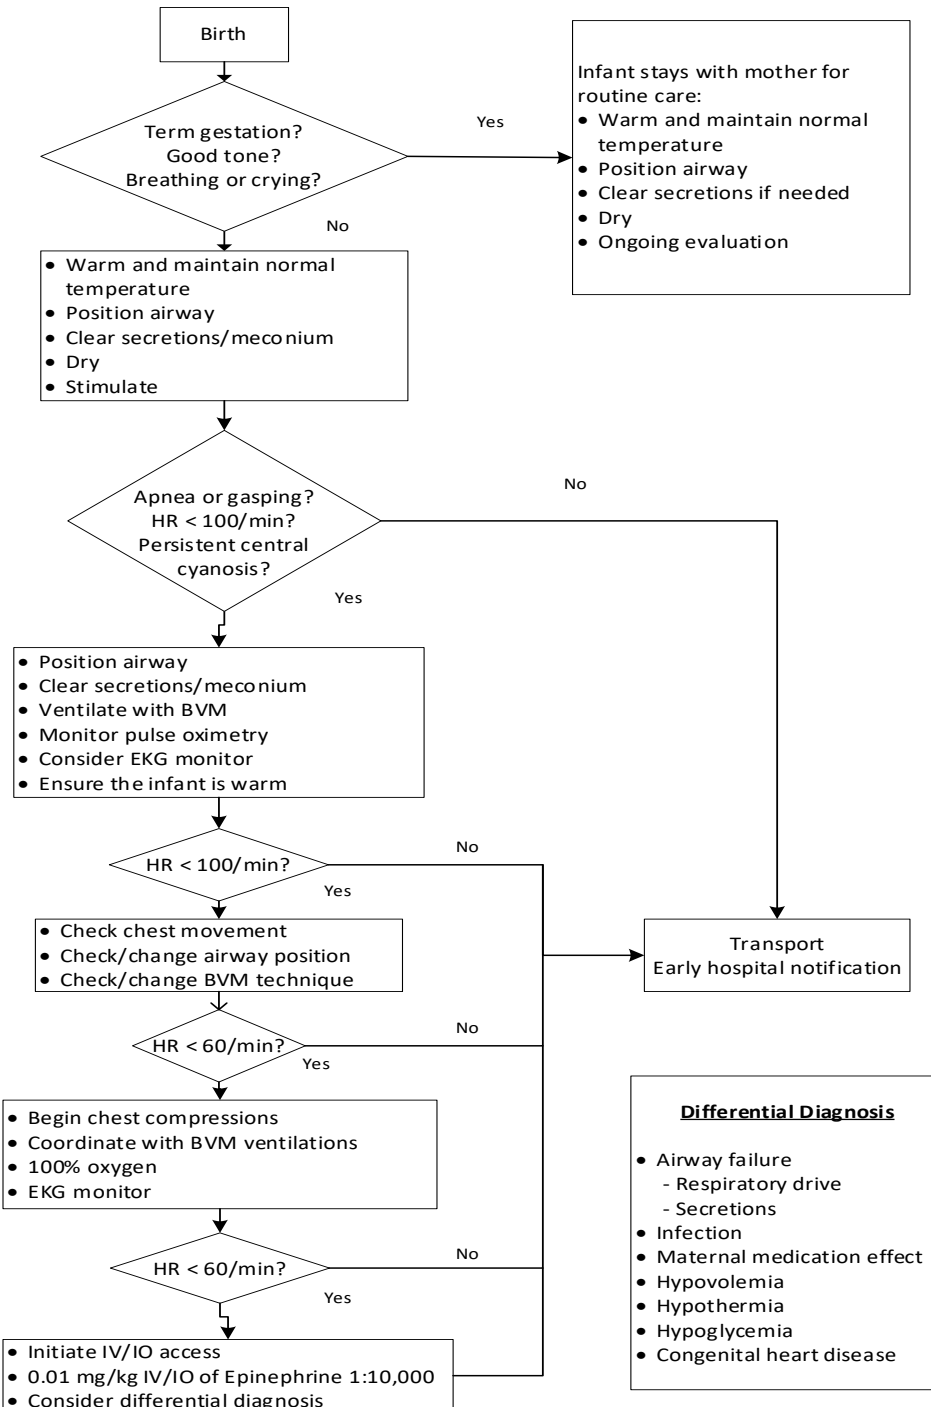 Birth
Term gestation?
Good tone?
Breathing or crying?
Yes
Infant stays with mother for
routine care:
• Warm and maintain normal
temperature
• Position airway
• Clear secretions if needed
• Dry
• Ongoing evaluation
No
• Warm and maintain normal
temperature
• Position airway
• Clear secretions/meconium
• Dry
• Stimulate
Apnea or gasping?
HR < 100/min?
Persistent central
cyanosis?
No
Yes
• Position airway
• Clear secretions/meconium
• Ventilate with BVM
• Monitor pulse oximetry
• Consider EKG monitor
• Ensure the infant is warm
HR < 100/min?
No
Yes
• Check chest movement
• Check/change airway position
• Check/change BVM technique
Transport
Early hospital notification
HR < 60/min?
No
Yes
• Begin chest compressions
• Coordinate with BVM ventilations
• 100% oxygen
• EKG monitor
HR < 60/min?
No
Yes
• Initiate IV/IO access
• 0.01 mg/kg IV/IO of Epinephrine 1:10,000
• Consider differential diagnosis
Differential Diagnosis
• Airway failure
- Respiratory drive
- Secretions
• Infection
• Maternal medication effect
• Hypovolemia
• Hypothermia
• Hypoglycemia
• Congenital heart disease